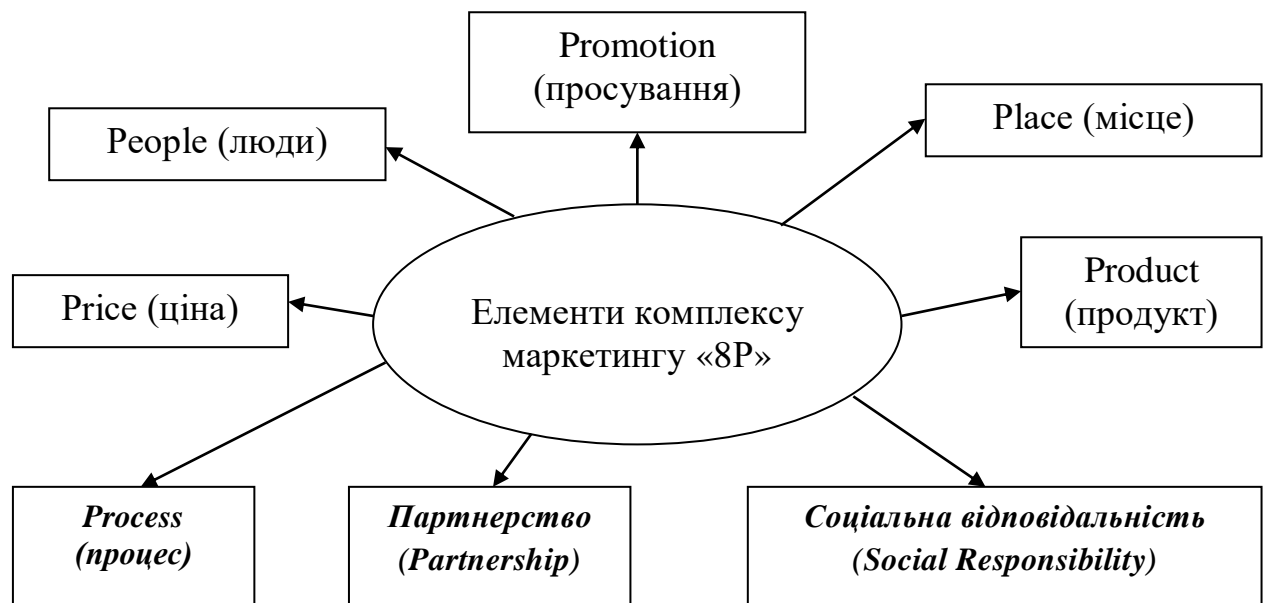 Promotion
(просування)
People (люди)
Place (місце)
Price (ціна)
Product
(продукт)
Елементи комплексу
маркетингу «8Р»
Process
(процес)
Партнерство
(Partnership)
Соціальна відповідальність
(Social Responsibility)